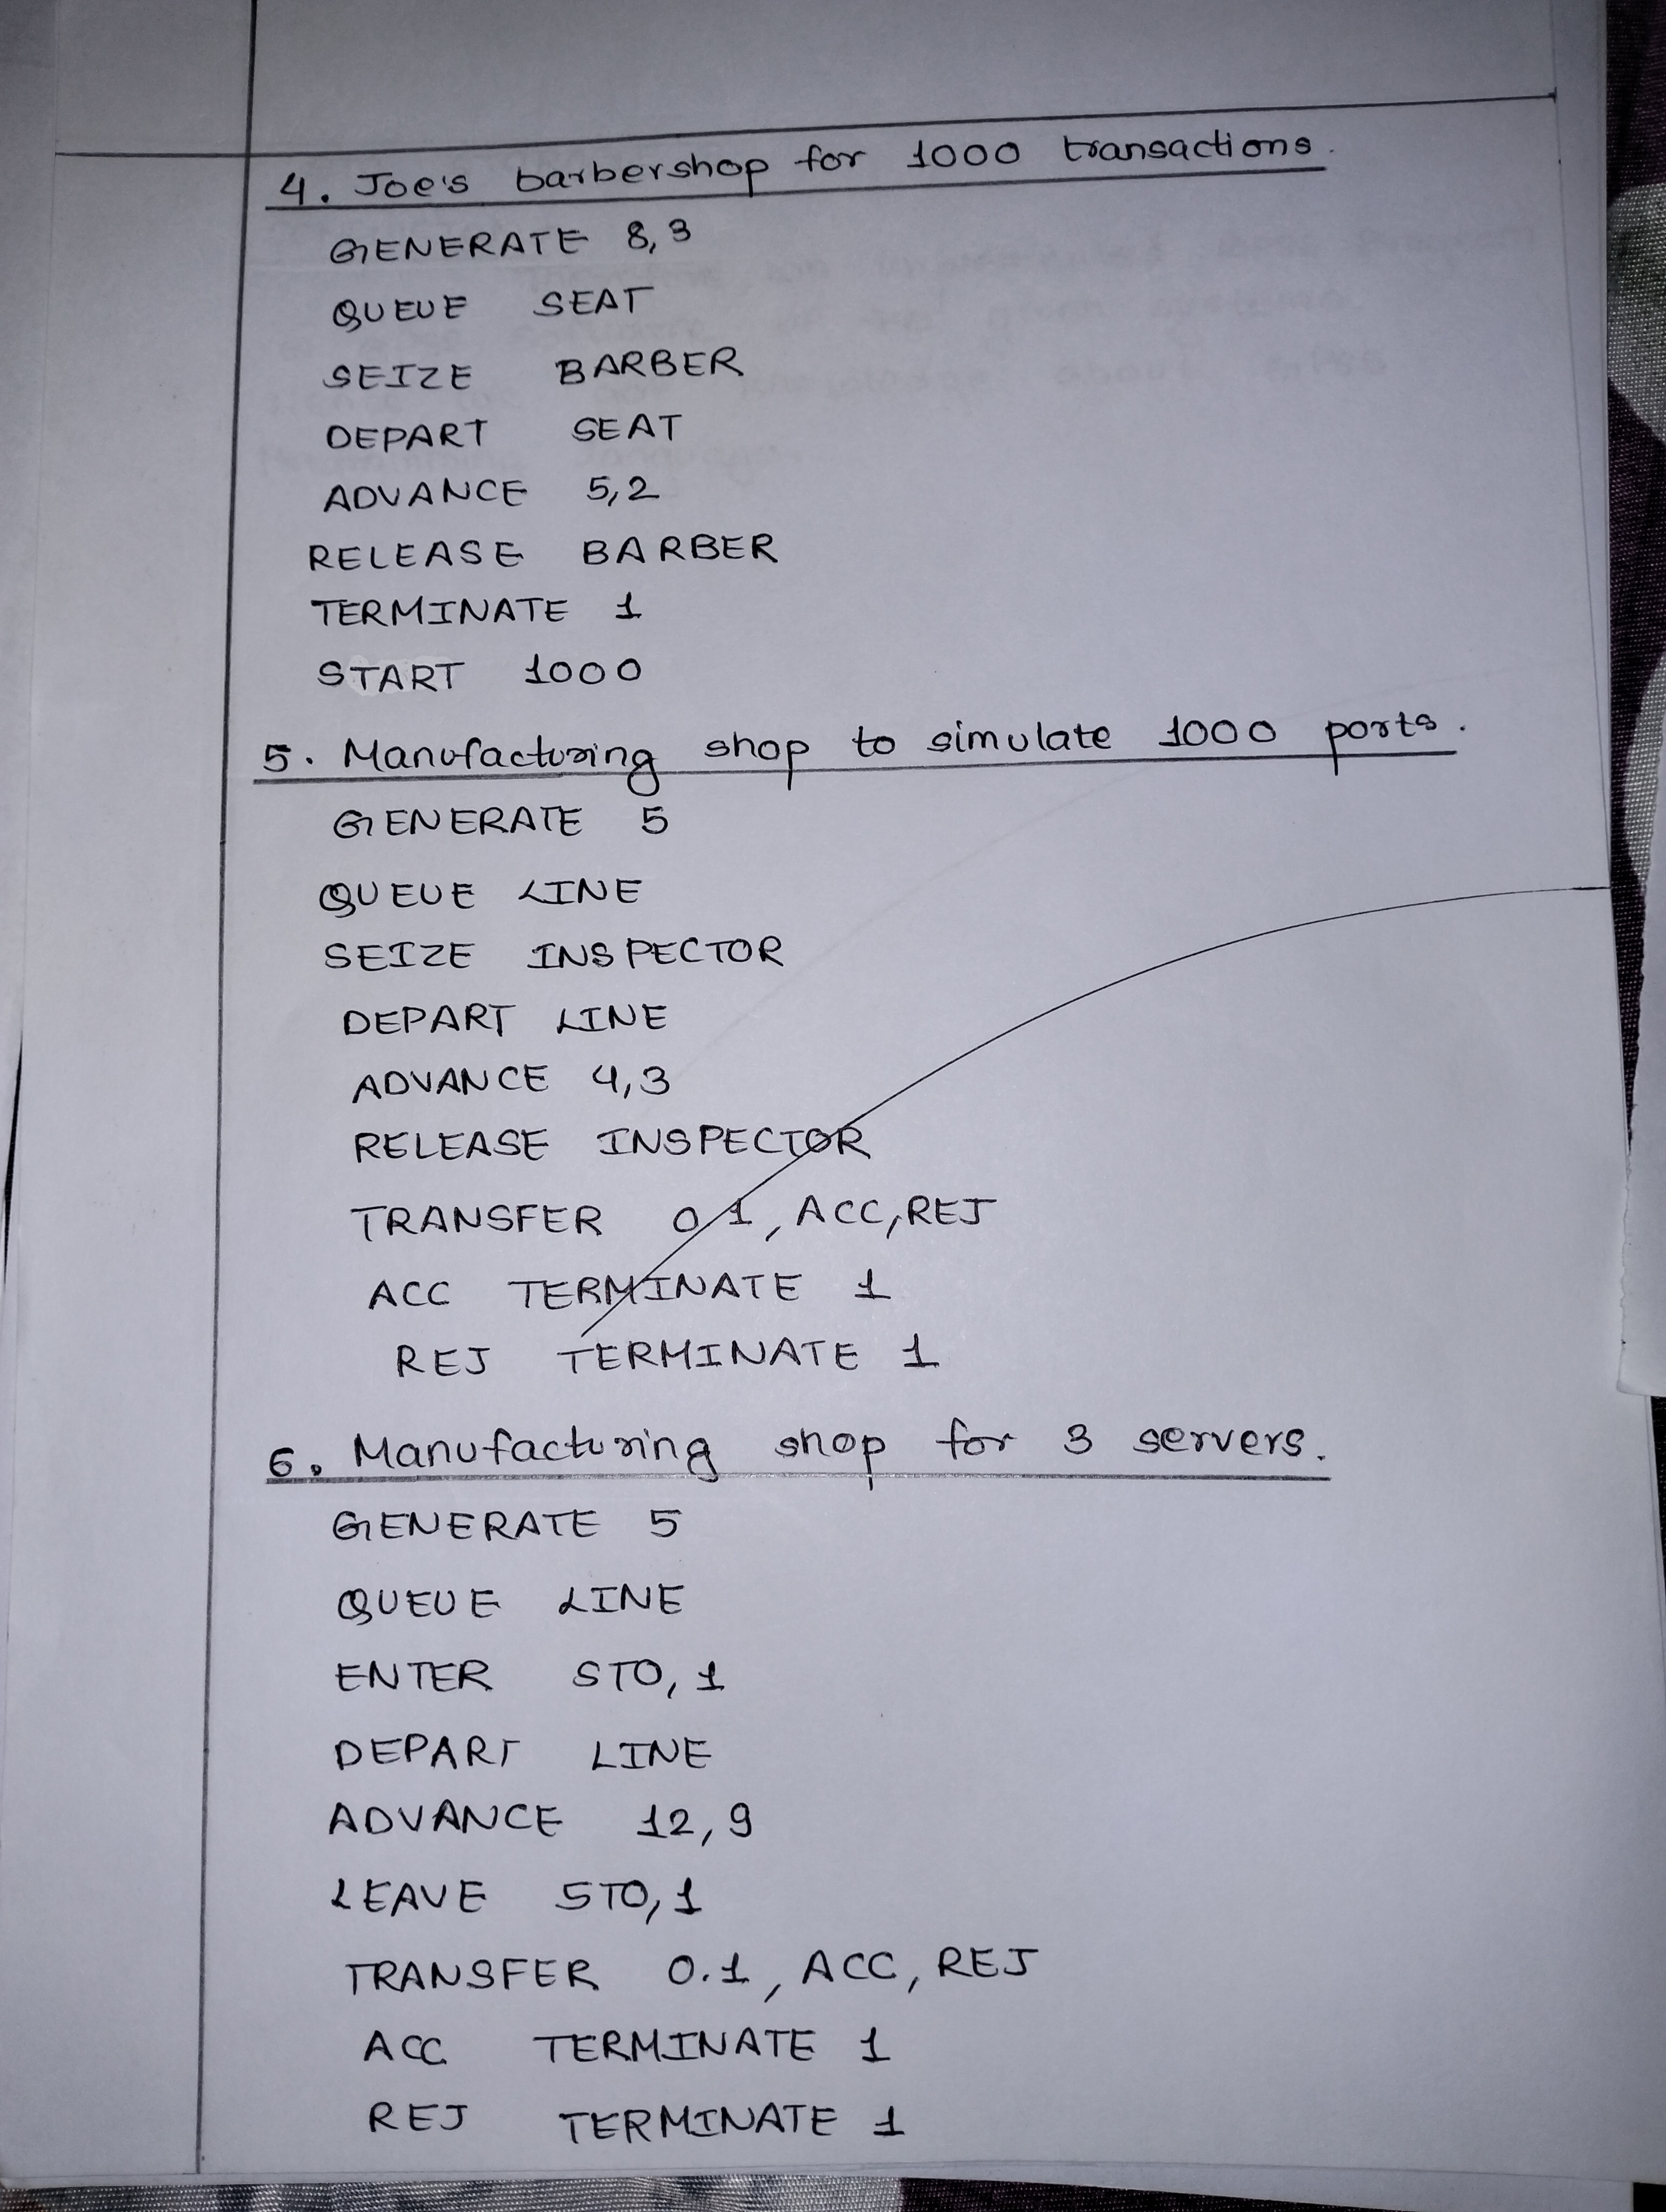 4. Joe's barbershop for 1000 transactions.
GENERATE 8,3
QUEUE SEAT
SEIZE BARBER
DEPART SEAT
ADVANCE 5,2
RELEASE BARBER
TERMINATE 1
START 1000
5. Manufacturing shop to simulate 1000 ports.
GENERATE 5
QUEUE LINE
SEIZE INSPECTOR
DEPART LINE
ADVANCE 4,3
RELEASE INSPECTOR
TRANSFER 0.1, ACC,REJ
ACC TERMINATE 1
REJ TERMINATE 1
6. Manufacturing shop for 3 servers.
GENERATE 5
QUEUE LINE
ENTER STO, 1
DEPART LINE
ADVANCE 12,9
LEAVE STO,1
TRANSFER 0.1, ACC, REJ
ACC TERMINATE 1
REJ TERMINATE 1